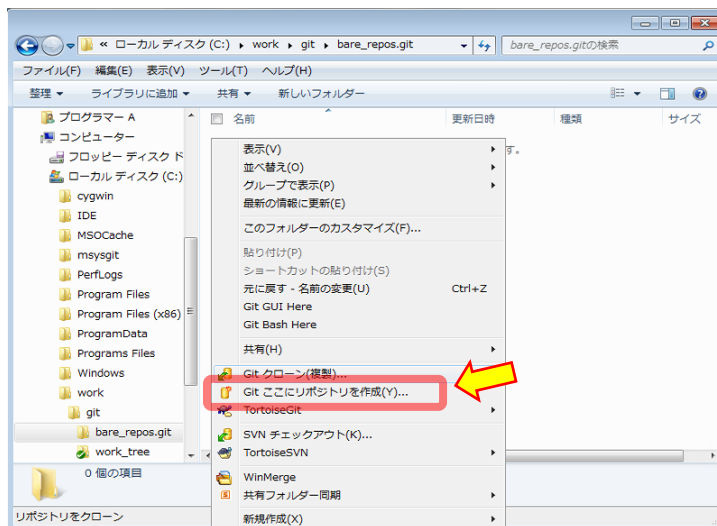 « ローカル ディスク (C:) ▸ work ▸ git ▸ bare_repos.git
bare_repos.gitの検索
ファイル(F) 編集(E) 表示(V) ツール(T) ヘルプ(H)
整理 ライブラリに追加 共有 新しいフォルダー
プログラマー A
コンピューター
フロッピー ディスク ド
ローカル ディスク (C:)
cygwin
IDE
MSOCache
msysgit
PerfLogs
Program Files
Program Files (x86)
ProgramData
Programs Files
Windows
work
git
bare_repos.git
work_tree
名前 更新日時 種類 サイズ
す。
表示(V)
並べ替え(O)
グループで表示(P)
最新の情報に更新(E)
このフォルダーのカスタマイズ(F)...
貼り付け(P)
ショートカットの貼り付け(S)
元に戻す - 名前の変更(U) Ctrl+Z
Git GUI Here
Git Bash Here
共有(H)
Git クローン(複製)...
Git ここにリポジトリを作成(Y)...
TortoiseGit
SVN チェックアウト(K)...
TortoiseSVN
WinMerge
共有フォルダー同期
新規作成(X)
0 個の項目
リポジトリをクローン